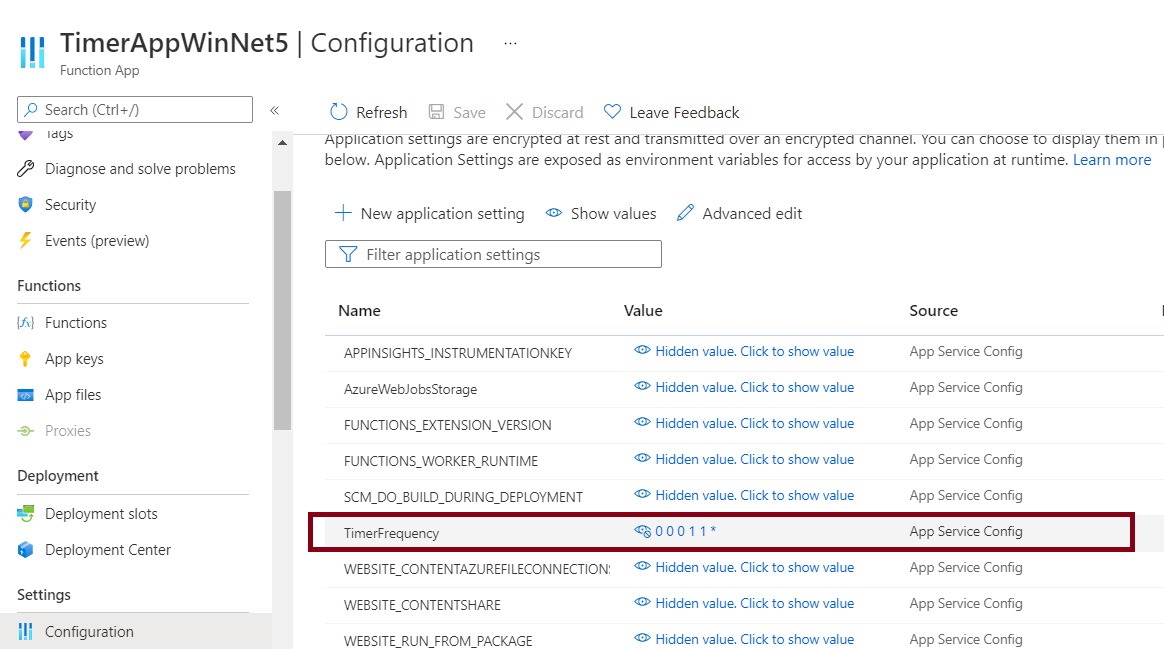 TimerAppWinNet5 | Configuration ...
Function App
Search (Ctrl+/) «
Refresh Save Discard Leave Feedback
Tags
Diagnose and solve problems
Security
Events (preview)
Functions
Functions
App keys
App files
Proxies
Deployment
Deployment slots
Deployment Center
Settings
Configuration
Application settings are encrypted at rest and transmitted over an encrypted channel. You can choose to display them in
below. Application Settings are exposed as environment variables for access by your application at runtime. Learn more
New application setting Show values Advanced edit
Filter application settings
Name Value Source
APPINSIGHTS_INSTRUMENTATIONKEY Hidden value. Click to show value App Service Config
AzureWebJobsStorage Hidden value. Click to show value App Service Config
FUNCTIONS_EXTENSION_VERSION Hidden value. Click to show value App Service Config
FUNCTIONS_WORKER_RUNTIME Hidden value. Click to show value App Service Config
SCM_DO_BUILD_DURING_DEPLOYMENT Hidden value. Click to show value App Service Config
TimerFrequency 0 0 0 1 1 * App Service Config
WEBSITE_CONTENTAZUREFILECONNECTIONS Hidden value. Click to show value App Service Config
WEBSITE_CONTENTSHARE Hidden value. Click to show value App Service Config
WEBSITE_RUN_FROM_PACKAGE Hidden value. Click to show value App Service Config